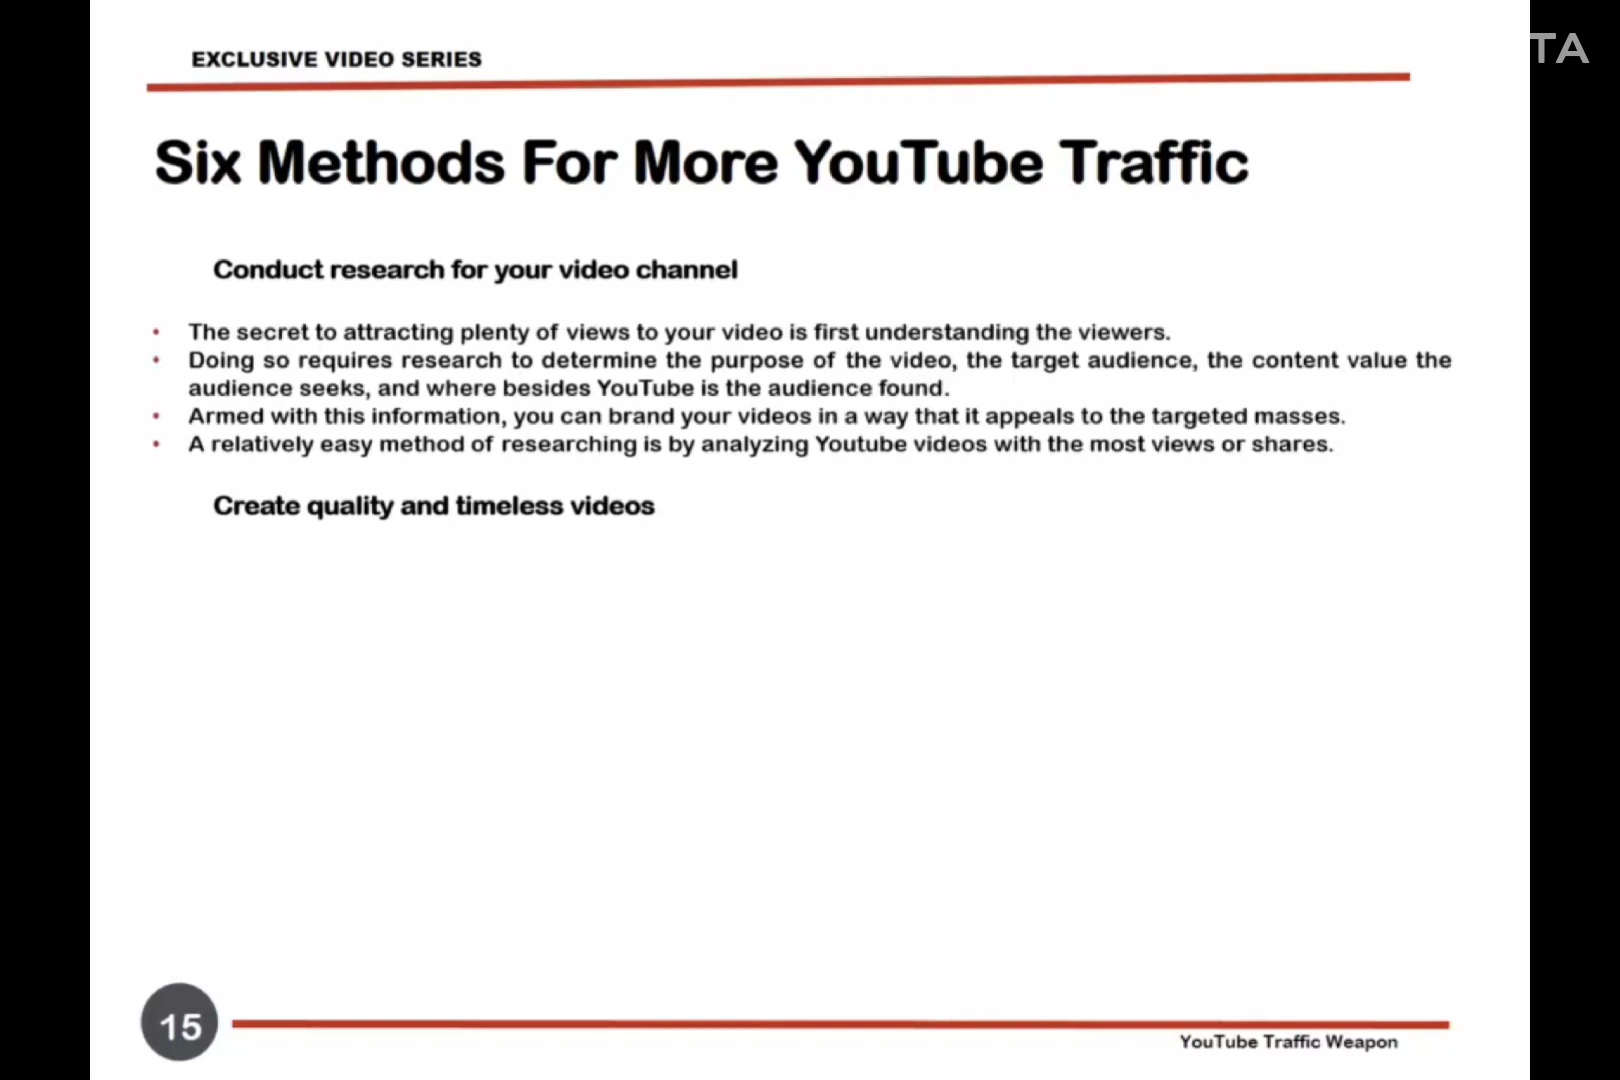 EXCLUSIVE VIDEO SERIES
TA
Six Methods For More YouTube Traffic
Conduct research for your video channel
• The secret to attracting plenty of views to your video is first understanding the viewers.
• Doing so requires research to determine the purpose of the video, the target audience, the content value the
audience seeks, and where besides YouTube is the audience found.
• Armed with this information, you can brand your videos in a way that it appeals to the targeted masses.
• A relatively easy method of researching is by analyzing Youtube videos with the most views or shares.
Create quality and timeless videos
15
YouTube Traffic Weapon